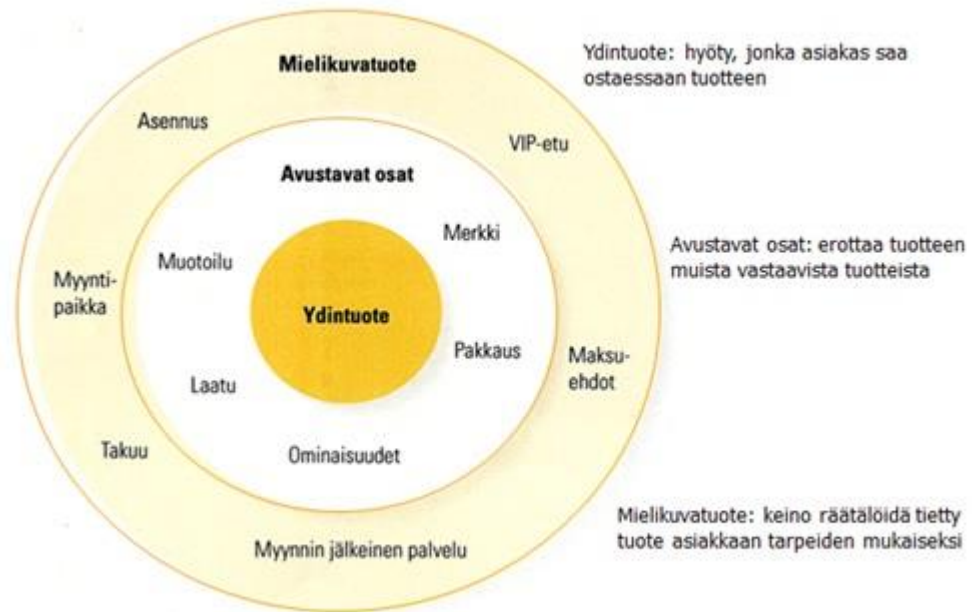 Mielikuvatuote
Asennus
VIP-etu
Avustavat osat
Merkki
Muotoilu
Myynti-
paikka
Ydintuote
Pakkaus
Maksu-
ehdot
Laatu
Takuu
Ominaisuudet
Myynnin jälkeinen palvelu
Ydintuote: hyöty, jonka asiakas saa
ostaessaan tuotteen
Avustavat osat: erottaa tuotteen
muista vastaavista tuotteista
Mielikuvatuote: keino räätälöidä tietty
tuote asiakkaan tarpeiden mukaiseksi